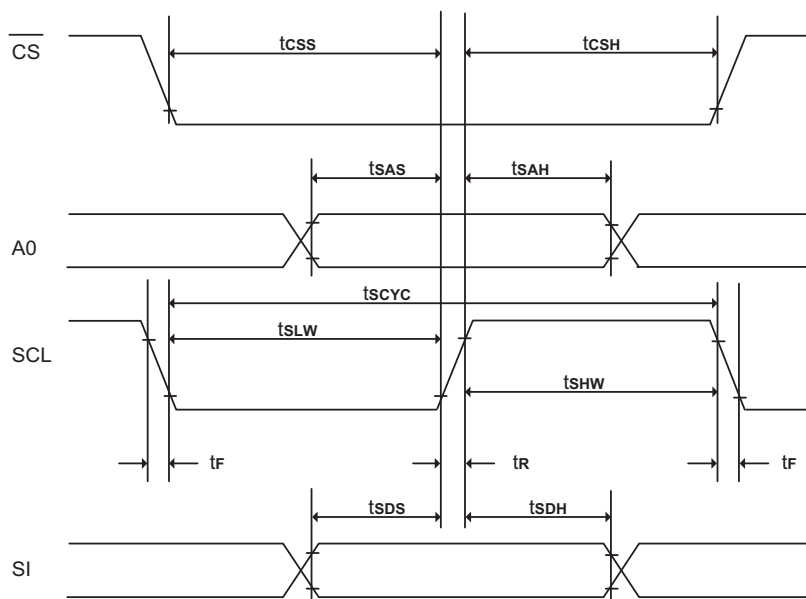 CS
tCSS
tCSH
tSAS
tSAH
A0
tSCYC
tSLW
SCL
tSHW
tF
tR
tF
tSDS
tSDH
SI